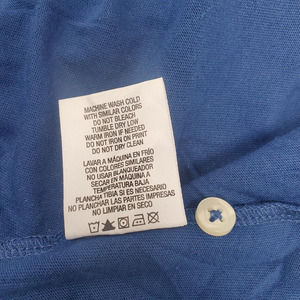 MACHINE WASH COLD
WITH SIMILAR COLORS
DO NOT BLEACH
TUMBLE DRY LOW
WARM IRON IF NEEDED
DO NOT IRON ON PRINT
DO NOT DRY CLEAN
LAVAR A MÁQUINA EN FRÍO
CON COLORES SIMILARES
NO USAR BLANQUEADOR
SECAR EN MÁQUINA A
TEMPERATURA BAJA
PLANCHA TIBIA SI ES NECESARIO
NO PLANCHAR LAS PARTES IMPRESAS
NO LIMPIAR EN SECO